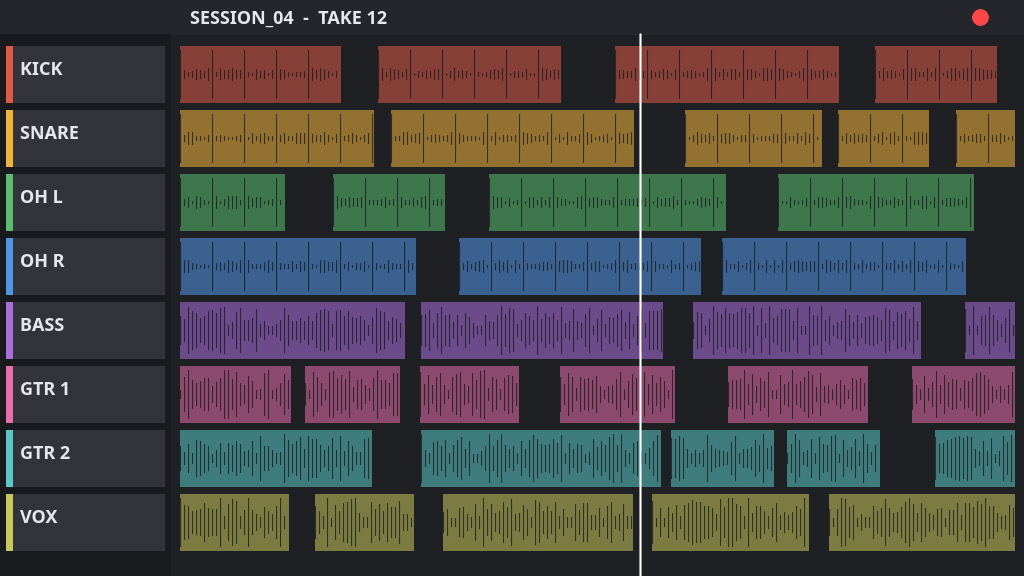 SESSION_04 - TAKE 12
KICK
SNARE
OH L
OH R
BASS
GTR 1
GTR 2
VOX